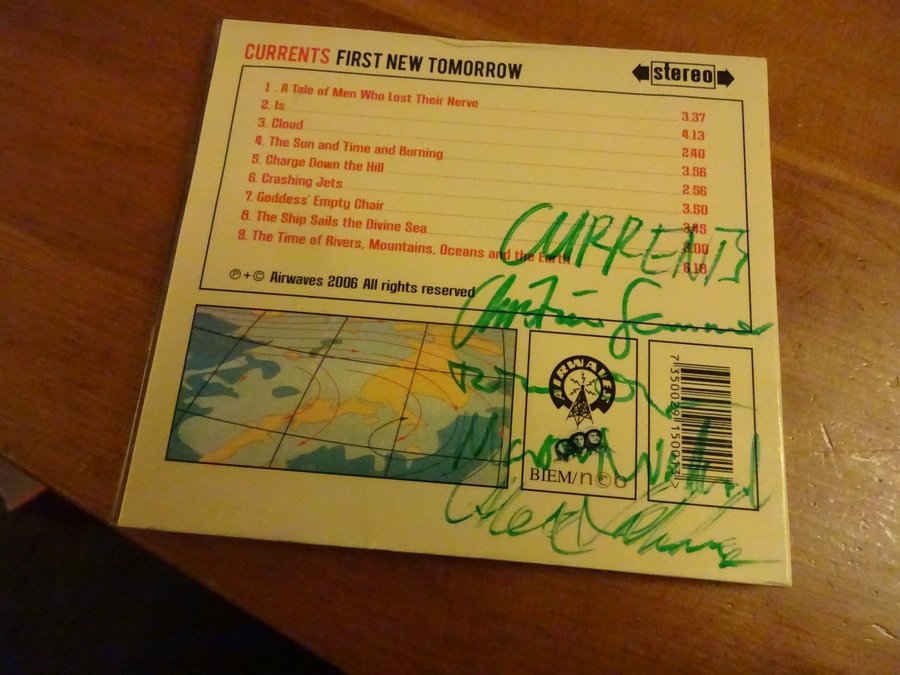 CURRENTS FIRST NEW TOMORROW
stereo
1. A Tale of Men Who Lost Their Nerve 3.37
2. Is 4.13
3. Cloud 2.40
4. The Sun and Time and Burning 3.56
5. Charge Down the Hill 2.56
6. Crashing Jets 3.50
7. Goddess' Empty Chair
8. The Ship Sails the Divine Sea
9. The Time of Rivers, Mountains, Oceans and the Earth 6.18
℗ + © Airwaves 2006 All rights reserved
CURRENTS
AIRWAVES
BIEM/n©b